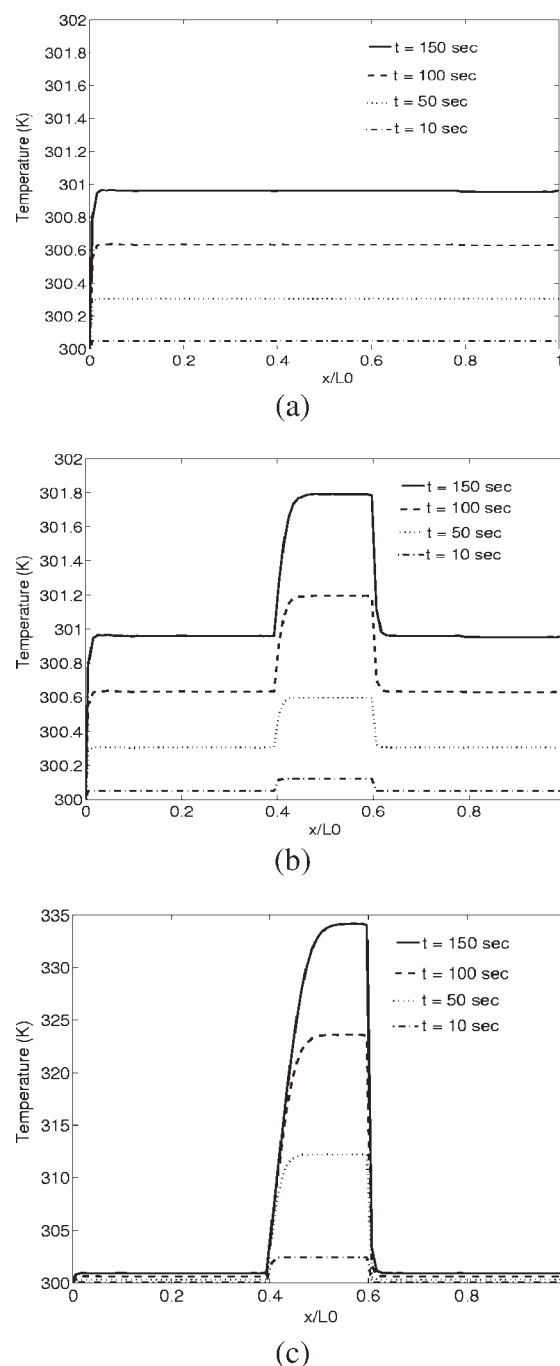 302
301.8
301.6
301.4
301.2
301
300.8
300.6
300.4
300.2
300
Temperature (K)
t = 150 sec
t = 100 sec
t = 50 sec
t = 10 sec
0 0.2 0.4 0.6 0.8 1
x/L0
(a)
302
301.8
301.6
301.4
301.2
301
300.8
300.6
300.4
300.2
300
Temperature (K)
t = 150 sec
t = 100 sec
t = 50 sec
t = 10 sec
0 0.2 0.4 0.6 0.8
x/L0
(b)
335
325
315
312
305
300
Temperature (K)
t = 150 sec
t = 100 sec
t = 50 sec
t = 10 sec
0 0.2 0.4 0.6 0.8
x/L0
(c)